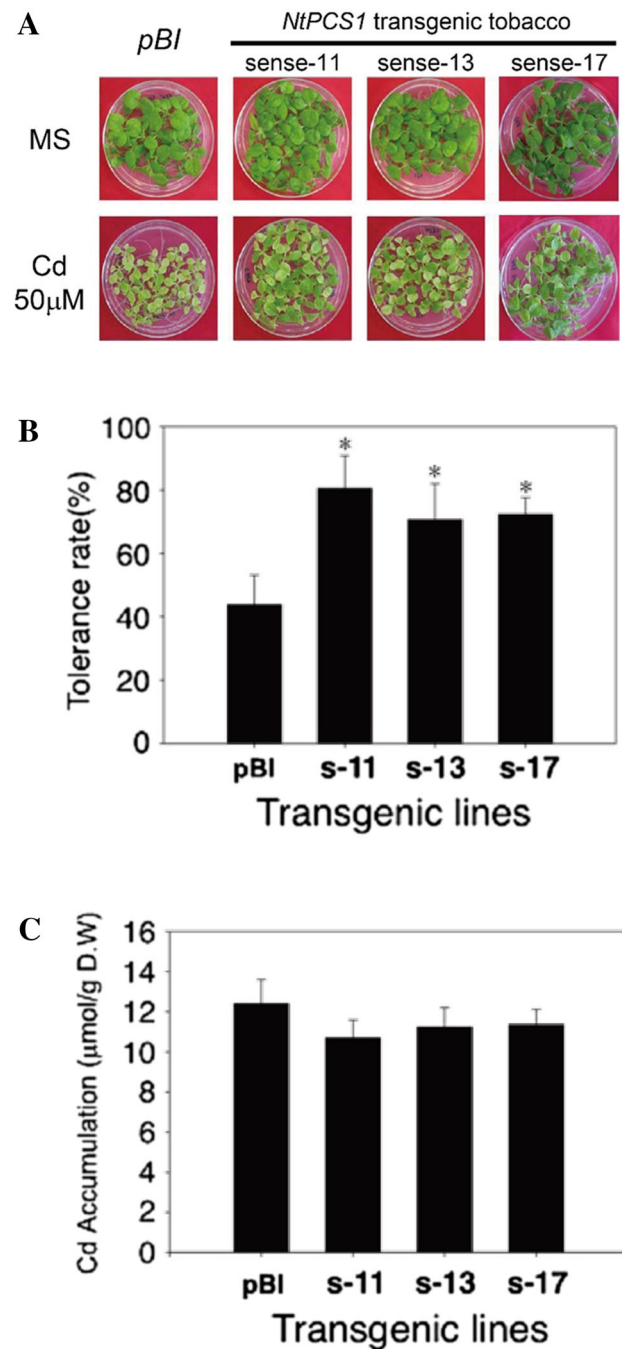 A
pBI
NtPCS1 transgenic tobacco
sense-11 sense-13 sense-17
MS
Cd
50μM
B
Tolerance rate(%)
100
80
60
40
20
0
* * *
pBI s-11 s-13 s-17
Transgenic lines
C
Cd Accumulation (μmol/g D.W)
16
14
12
10
8
6
4
2
0
pBI s-11 s-13 s-17
Transgenic lines